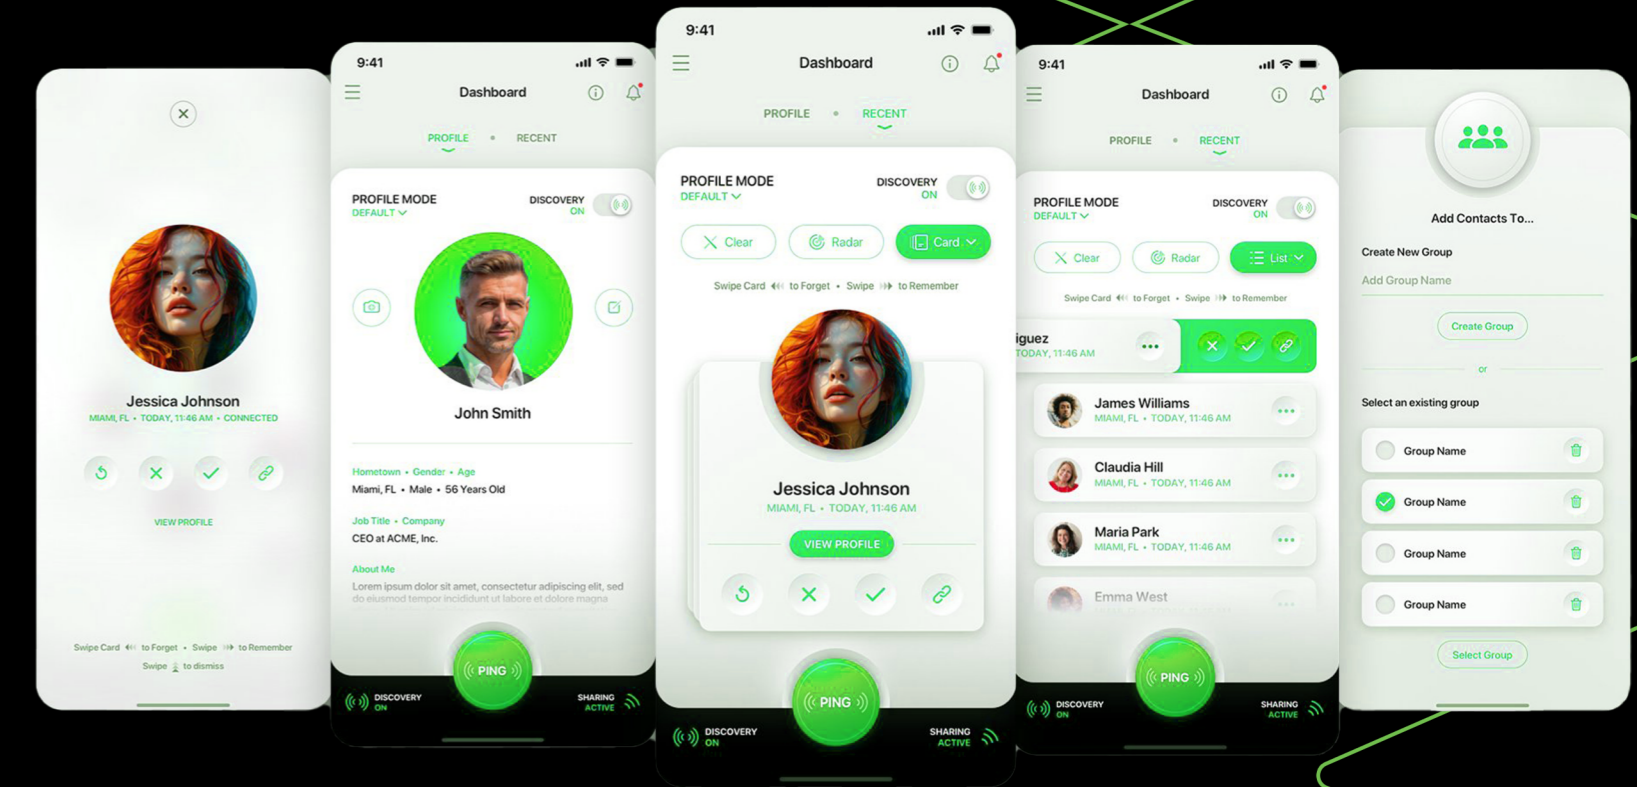 Jessica Johnson
MIAMI, FL • TODAY, 11:46 AM • CONNECTED
VIEW PROFILE
Swipe Card to Forget • Swipe to Remember
Swipe to dismiss
9:41
Dashboard
PROFILE • RECENT
PROFILE MODE
DEFAULT
DISCOVERY
ON
John Smith
Hometown • Gender • Age
Miami, FL • Male • 56 Years Old
Job Title • Company
CEO at ACME, Inc.
About Me
Lorem ipsum dolor sit amet, consectetur adipiscing elit, sed
do eiusmod tempor incididunt ut labore et dolore magna
DISCOVERY
ON
PING
SHARING
ACTIVE
9:41
Dashboard
PROFILE • RECENT
PROFILE MODE
DEFAULT
DISCOVERY
ON
Clear
Radar
Card
Swipe Card to Forget • Swipe to Remember
Jessica Johnson
MIAMI, FL • TODAY, 11:46 AM
VIEW PROFILE
DISCOVERY
ON
PING
SHARING
ACTIVE
9:41
Dashboard
PROFILE • RECENT
PROFILE MODE
DEFAULT
DISCOVERY
ON
Clear
Radar
List
Swipe Card to Forget • Swipe to Remember
iguez
TODAY, 11:46 AM
James Williams
MIAMI, FL • TODAY, 11:46 AM
Claudia Hill
MIAMI, FL • TODAY, 11:46 AM
Maria Park
MIAMI, FL • TODAY, 11:46 AM
Emma West
DISCOVERY
ON
PING
SHARING
ACTIVE
Add Contacts To...
Create New Group
Add Group Name
Create Group
or
Select an existing group
Group Name
Group Name
Group Name
Group Name
Select Group